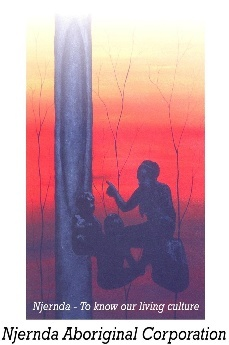 Njernda - To know our living culture
Njernda Aboriginal Corporation